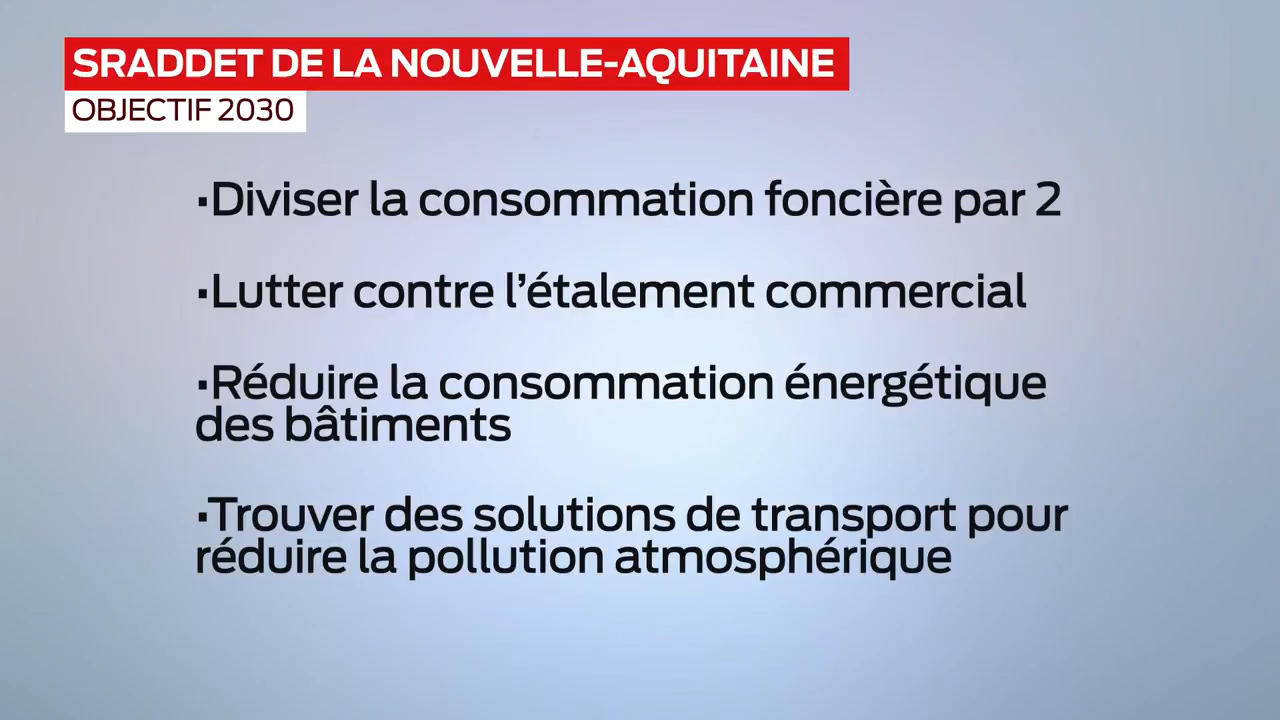 SRADDET DE LA NOUVELLE-AQUITAINE
OBJECTIF 2030
▪Diviser la consommation foncière par 2
▪Lutter contre l’étalement commercial
▪Réduire la consommation énergétique
des bâtiments
▪Trouver des solutions de transport pour
réduire la pollution atmosphérique